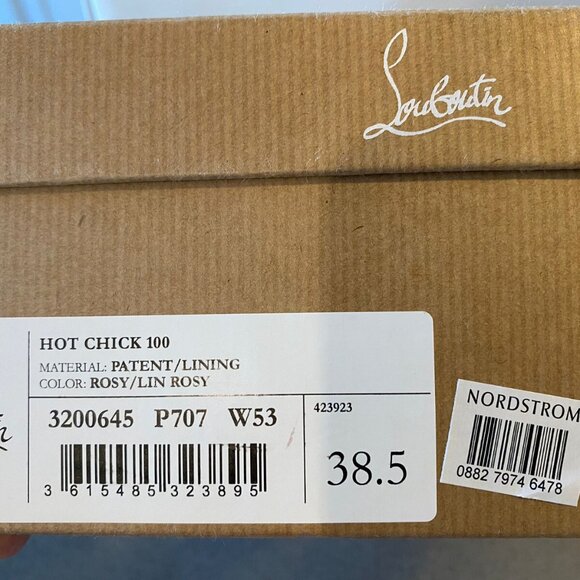 Louboutin
HOT CHICK 100
MATERIAL: PATENT/LINING
COLOR: ROSY/LIN ROSY
3200645 P707 W53
3 615485 323895
423923
38.5
NORDSTROM
0882 7974 6478